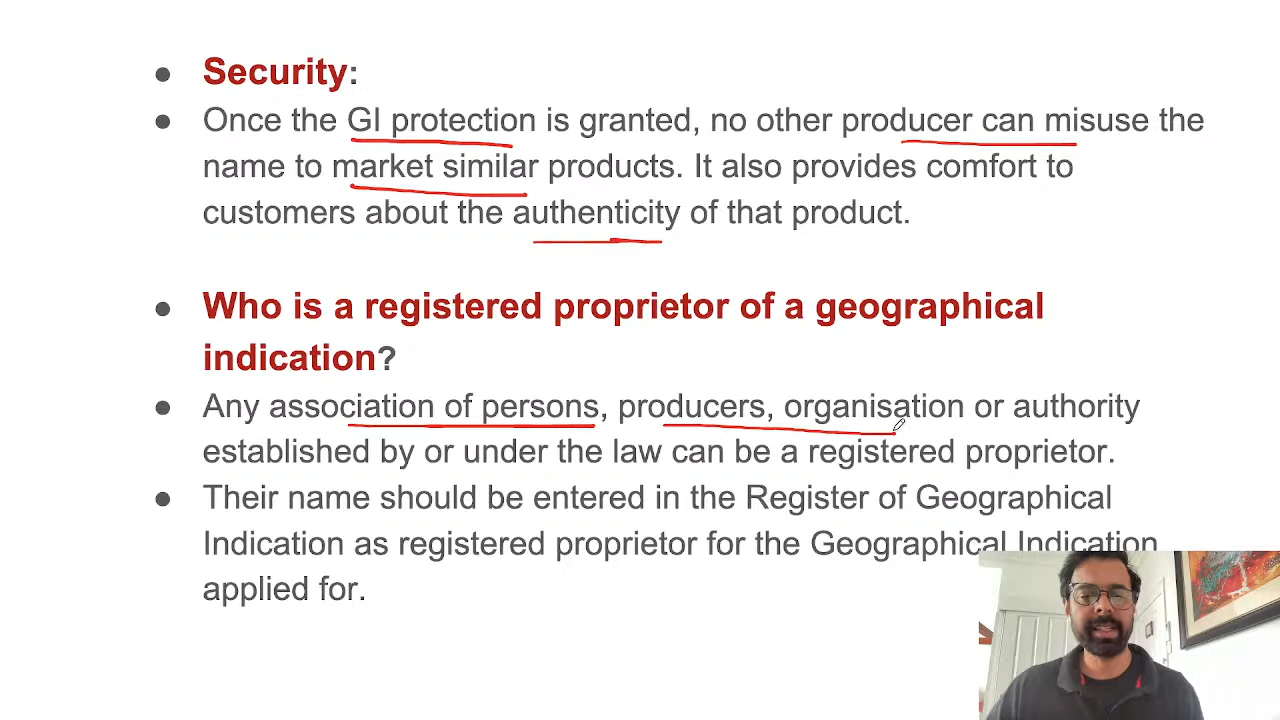 ● Security:
● Once the GI protection is granted, no other producer can misuse the
name to market similar products. It also provides comfort to
customers about the authenticity of that product.
● Who is a registered proprietor of a geographical
indication?
● Any association of persons, producers, organisation or authority
established by or under the law can be a registered proprietor.
● Their name should be entered in the Register of Geographical
Indication as registered proprietor for the Geographical Indication
applied for.